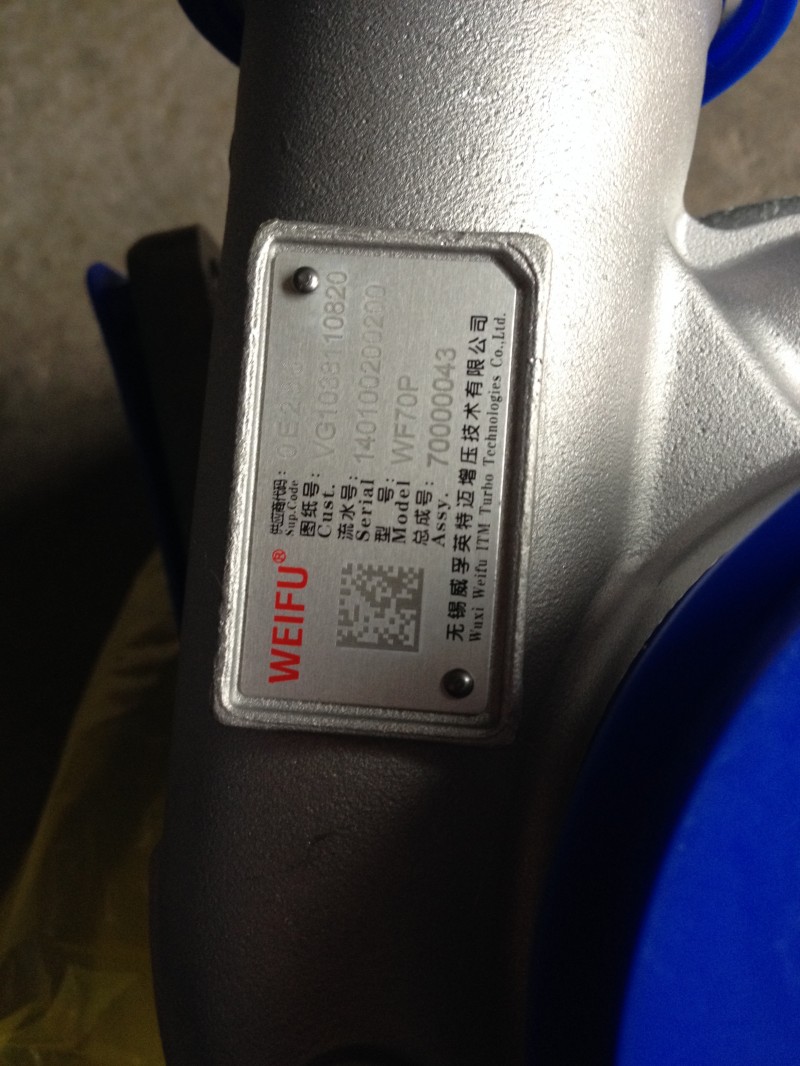 WEIFU®
供应商代码:
Sup.Code
图纸号: VG1038110820
Cust.
流水号: 140100200200
Serial
型 号: WF70P
Model
总成号: 70000043
Assy.
无锡威孚英特迈增压技术有限公司
Wuxi Weifu ITM Turbo Technologies Co.,Ltd.